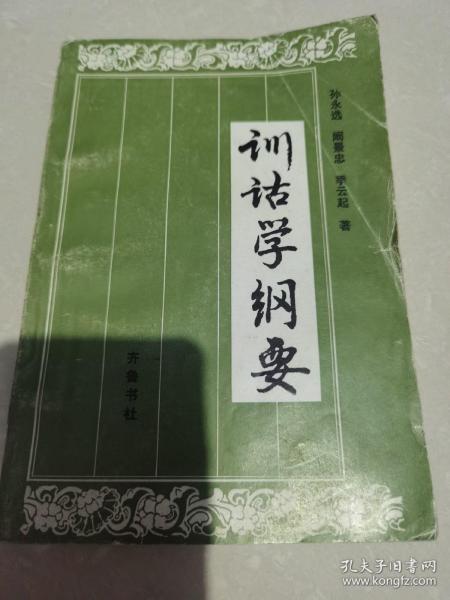 孙永选 阚景忠 季云起 著
训诂学纲要
齐鲁书社
孔夫子旧书网
www.kongfz.com